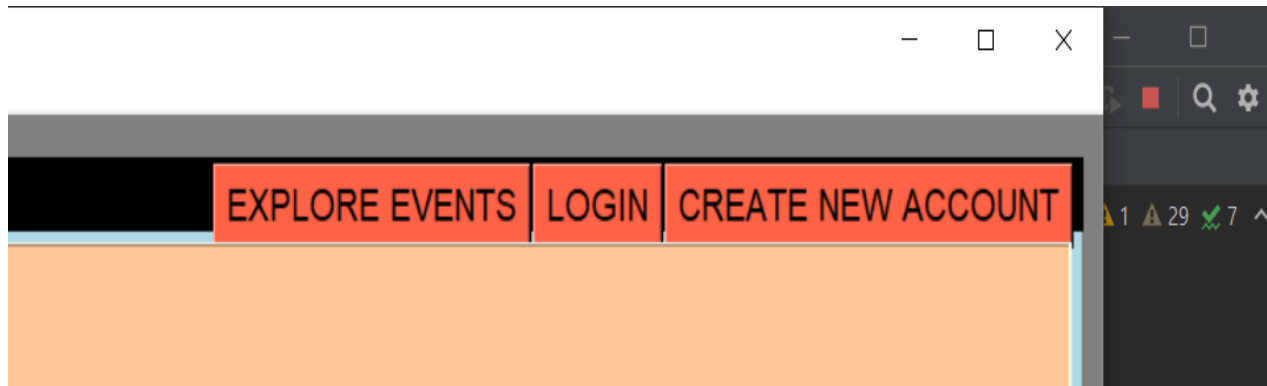 EXPLORE EVENTS LOGIN CREATE NEW ACCOUNT
1 29 7